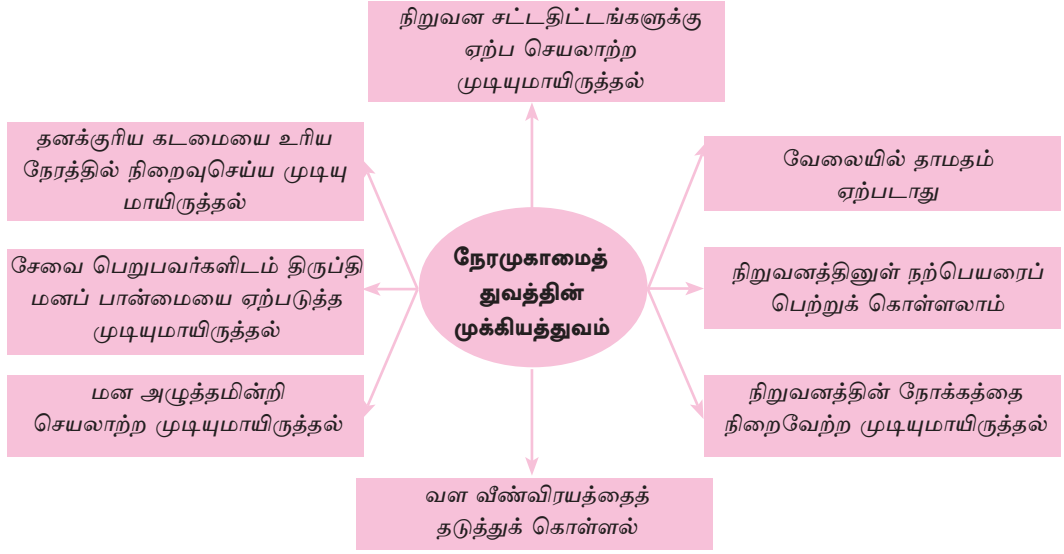 நிறுவன சட்டதிட்டங்களுக்கு
ஏற்ப செயலாற்ற
முடியுமாயிருத்தல்
தனக்குரிய கடமையை உரிய
நேரத்தில் நிறைவுசெய்ய முடியு
மாயிருத்தல்
வேலையில் தாமதம்
ஏற்படாது
சேவை பெறுபவர்களிடம் திருப்தி
மனப் பான்மையை ஏற்படுத்த
முடியுமாயிருத்தல்
நேரமுகாமைத்
துவத்தின்
முக்கியத்துவம்
நிறுவனத்தினுள் நற்பெயரைப்
பெற்றுக் கொள்ளலாம்
மன அழுத்தமின்றி
செயலாற்ற முடியுமாயிருத்தல்
நிறுவனத்தின் நோக்கத்தை
நிறைவேற்ற முடியுமாயிருத்தல்
வள வீண்விரயத்தைத்
தடுத்துக் கொள்ளல்